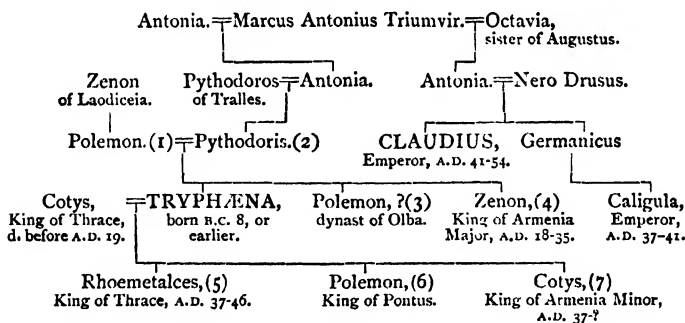 Antonia. Marcus Antonius Triumvir. Octavia,
sister of Augustus.
Zenon Pythodoros Antonia. Antonia. Nero Drusus.
of Laodiceia. of Tralles.
Polemon.(1) Pythodoris.(2) CLAUDIUS, Germanicus
Emperor, A.D. 41-54.
Cotys, TRYPHÆNA, Polemon, ?(3) Zenon,(4) Caligula,
King of Thrace, born B.C. 8, or dynast of Olba. King of Armenia Emperor,
d. before A.D. 19. earlier. Major, A.D. 18-35. A.D. 37-41.
Rhoemetalces,(5) Polemon,(6) Cotys,(7)
King of Thrace, A.D. 37-46. King of Pontus. King of Armenia Minor,
A.D. 37-?